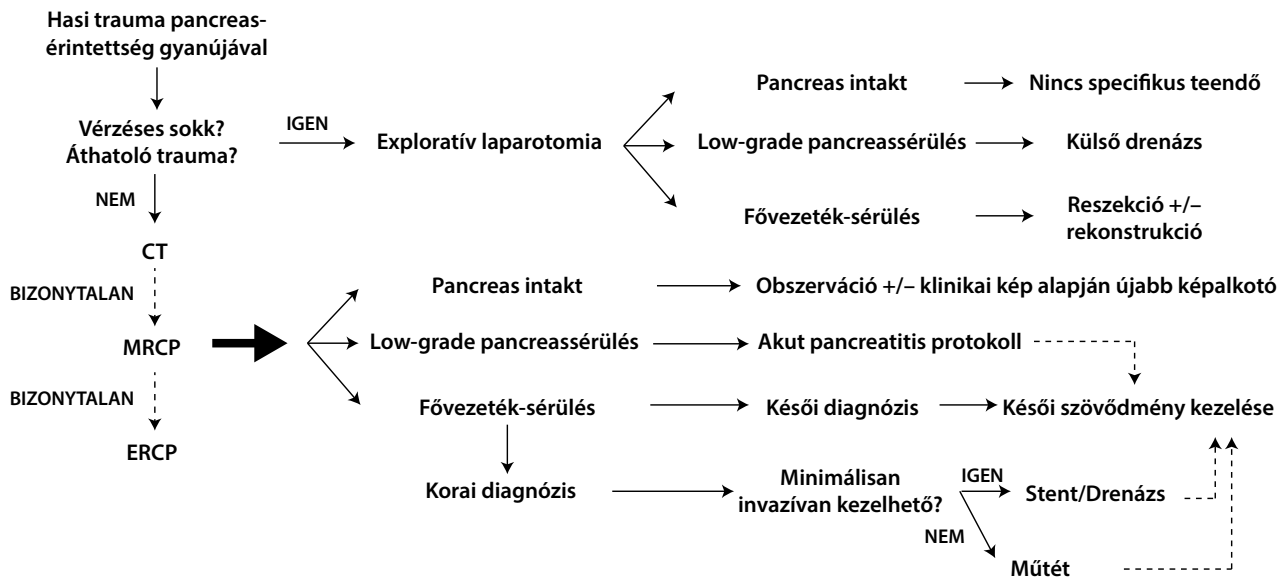 Hasi trauma pancreas-
érintettség gyanújával
Vérzéses sokk?
Áthatoló trauma?
IGEN
Exploratív laparotomia
Pancreas intakt
Nincs specifikus teendő
Low-grade pancreassérülés
Külső drenázs
Fővezeték-sérülés
Reszekció +/–
rekonstrukció
NEM
CT
BIZONYTALAN
MRCP
BIZONYTALAN
ERCP
Pancreas intakt
Obszerváció +/– klinikai kép alapján újabb képalkotó
Low-grade pancreassérülés
Akut pancreatitis protokoll
Fővezeték-sérülés
Késői diagnózis
Késői szövődmény kezelése
Korai diagnózis
Minimálisan
invazívan kezelhető?
IGEN
Stent/Drenázs
NEM
Műtét